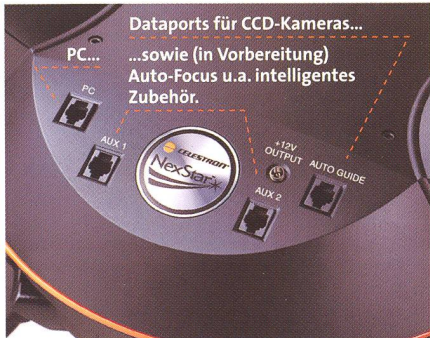 Dataports für CCD-Kameras...
PC... ...sowie (in Vorbereitung)
Auto-Focus u.a. intelligentes
Zubehör.
PC
AUX 1
CELESTRON
NexStar
+12V
OUTPUT
AUTO GUIDE
AUX 2